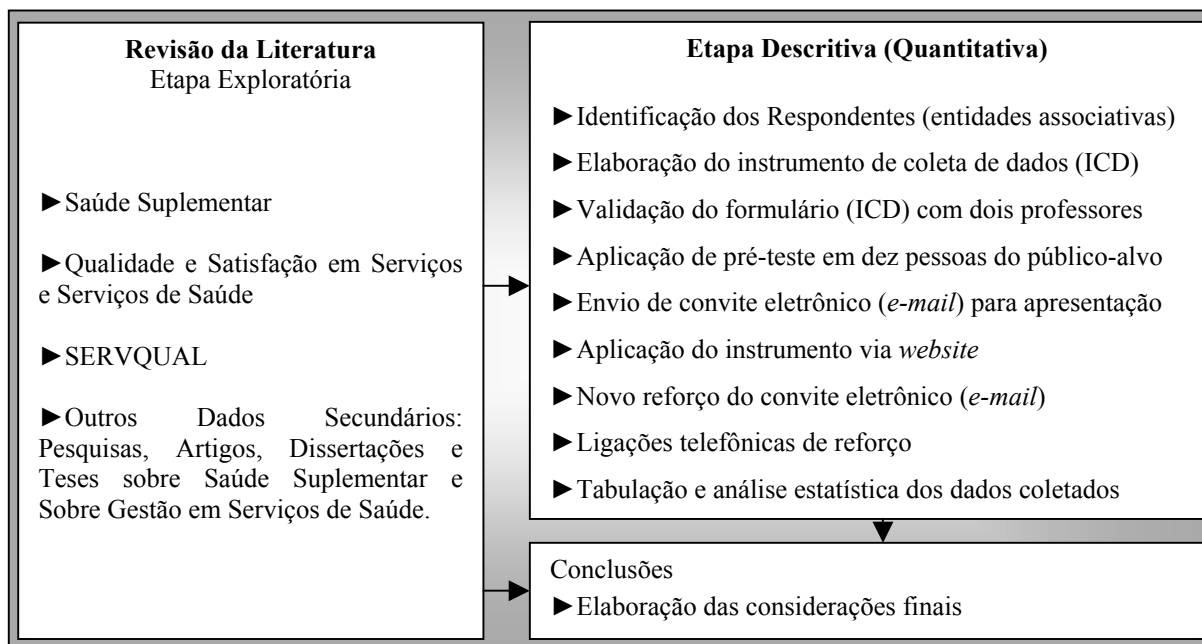 Revisão da Literatura
Etapa Exploratória
►Saúde Suplementar
►Qualidade e Satisfação em Serviços
e Serviços de Saúde
►SERVQUAL
►Outros Dados Secundários:
Pesquisas, Artigos, Dissertações e
Teses sobre Saúde Suplementar e
Sobre Gestão em Serviços de Saúde.
Etapa Descritiva (Quantitativa)
►Identificação dos Respondentes (entidades associativas)
►Elaboração do instrumento de coleta de dados (ICD)
►Validação do formulário (ICD) com dois professores
►Aplicação de pré-teste em dez pessoas do público-alvo
►Envio de convite eletrônico (e-mail) para apresentação
►Aplicação do instrumento via website
►Novo reforço do convite eletrônico (e-mail)
►Ligações telefônicas de reforço
►Tabulação e análise estatística dos dados coletados
Conclusões
►Elaboração das considerações finais